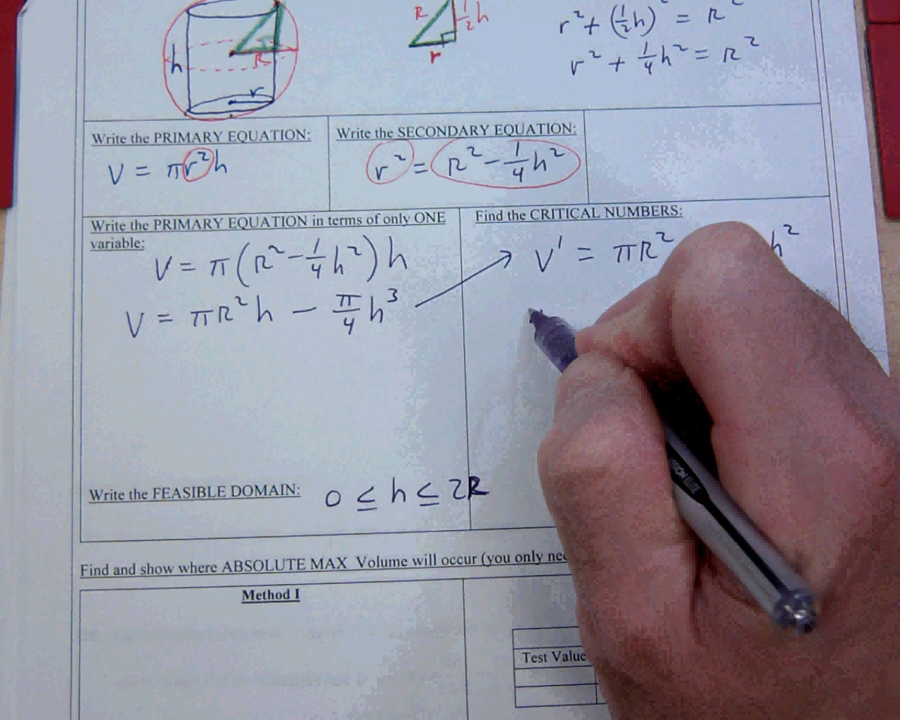 h
R
r
R
½h
r
r² + (½h)² = R²
r² + ¼h² = R²
Write the PRIMARY EQUATION:
V = πr²h
Write the SECONDARY EQUATION:
r² = R² − ¼h²
Write the PRIMARY EQUATION in terms of only ONE
variable:
V = π(R² − ¼h²)h
V = πR²h − π/4 h³
Find the CRITICAL NUMBERS:
V' = πR² h²
Write the FEASIBLE DOMAIN: 0 ≤ h ≤ 2R
Find and show where ABSOLUTE MAX Volume will occur (you only
Method I
Test Value